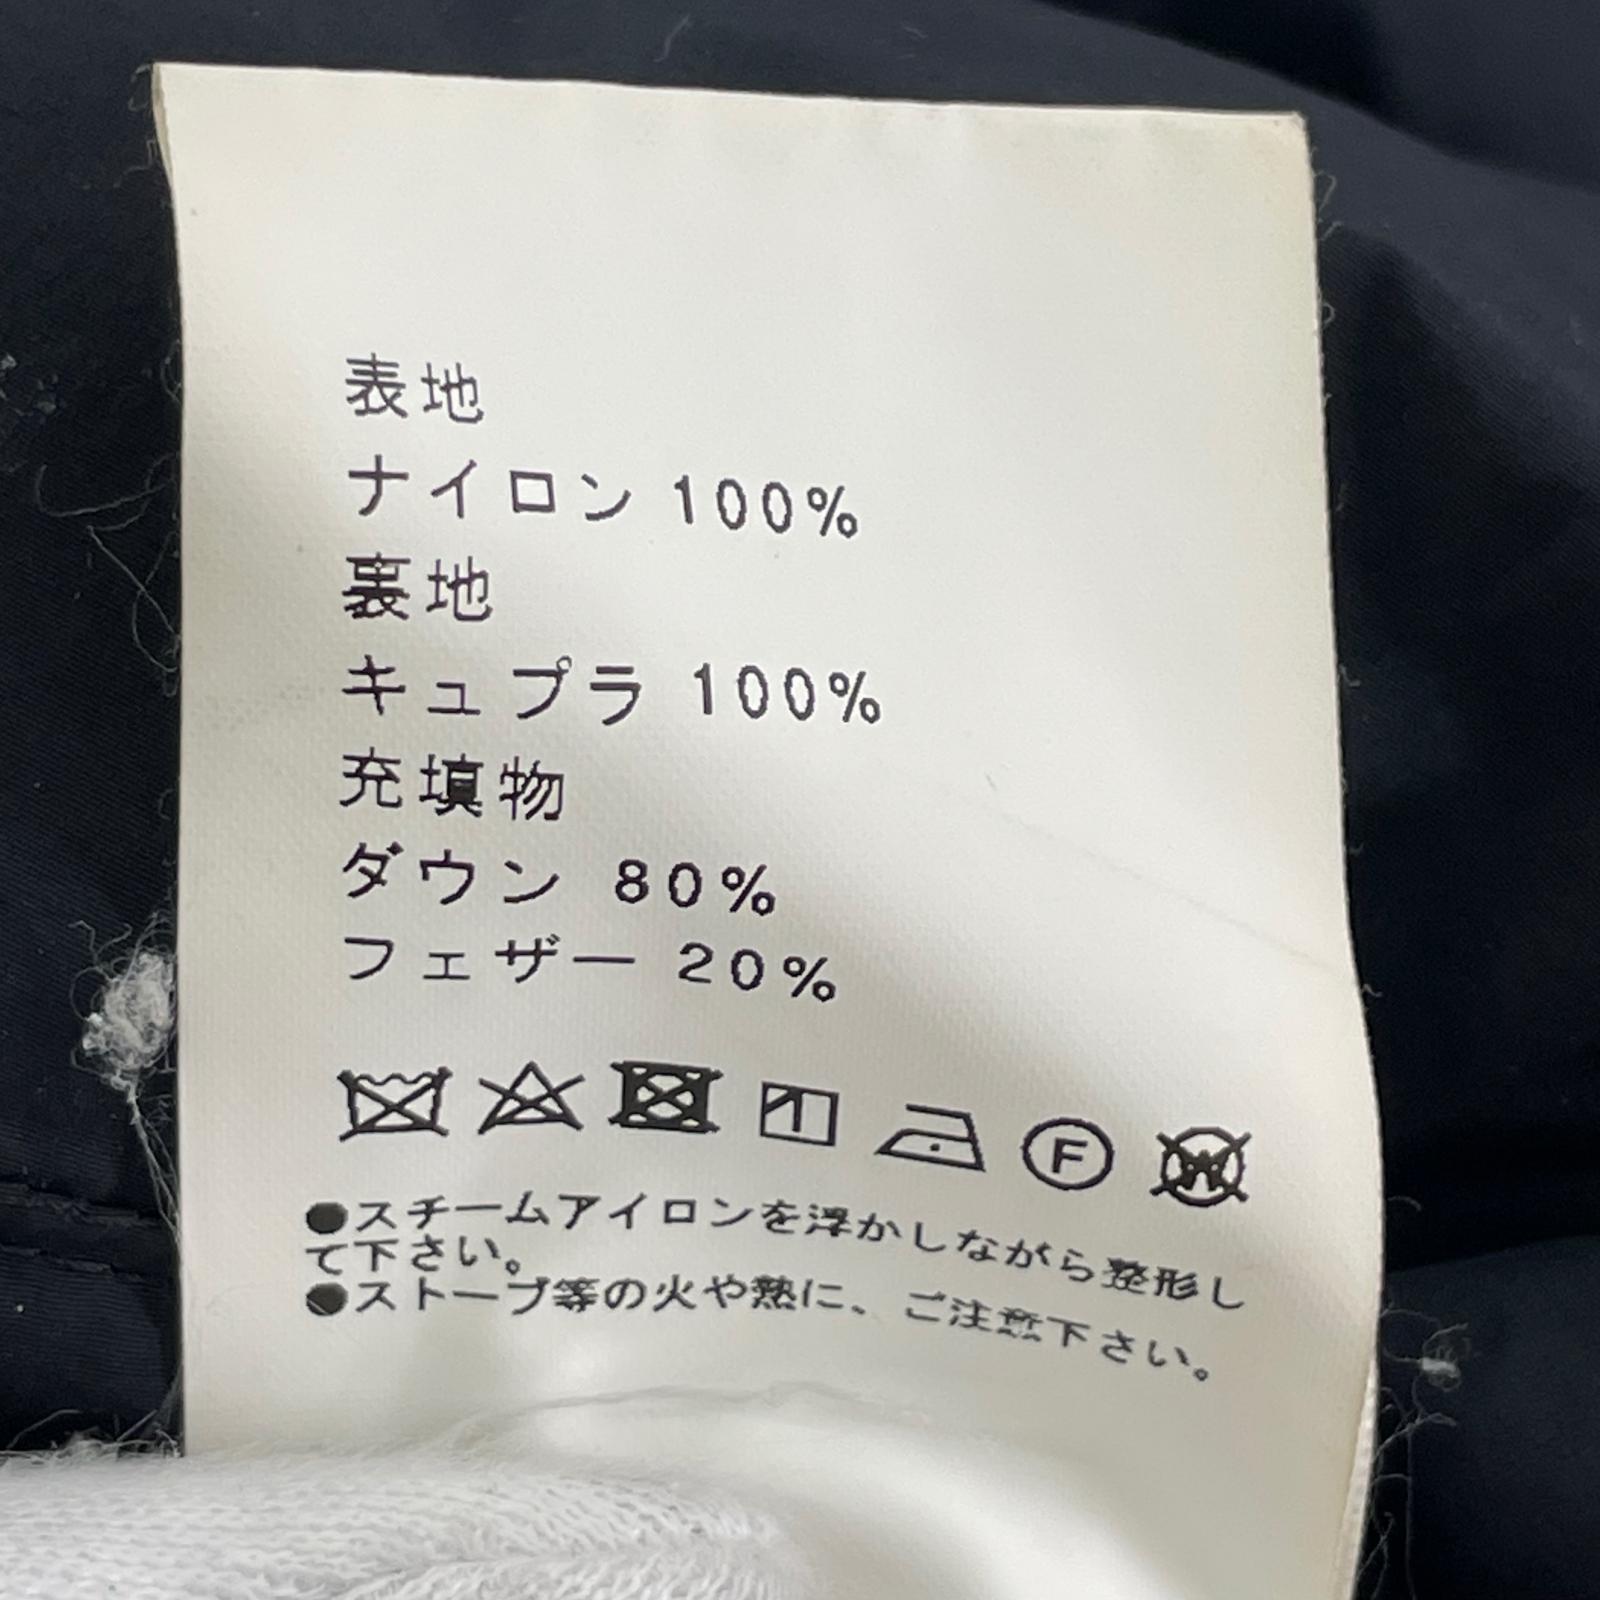 表地
ナイロン 100%
裏地
キュプラ 100%
充填物
ダウン 80%
フェザー 20%
F
W
●スチームアイロンを浮かしながら整形し
て下さい。
●ストーブ等の火や熱に、ご注意下さい。